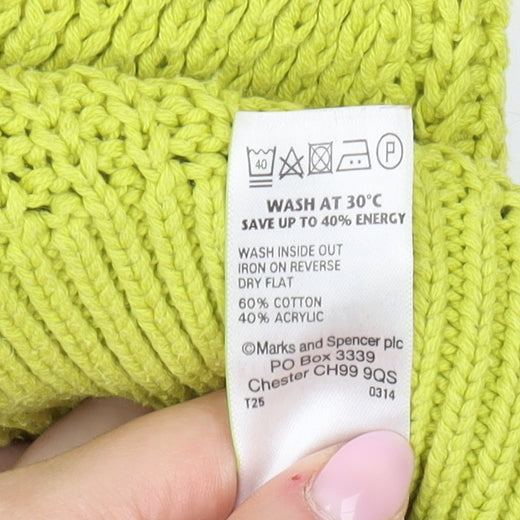 40 P
WASH AT 30°C
SAVE UP TO 40% ENERGY
WASH INSIDE OUT
IRON ON REVERSE
DRY FLAT
60% COTTON
40% ACRYLIC
©Marks and Spencer plc
PO Box 3339
Chester CH99 9QS
T25 0314